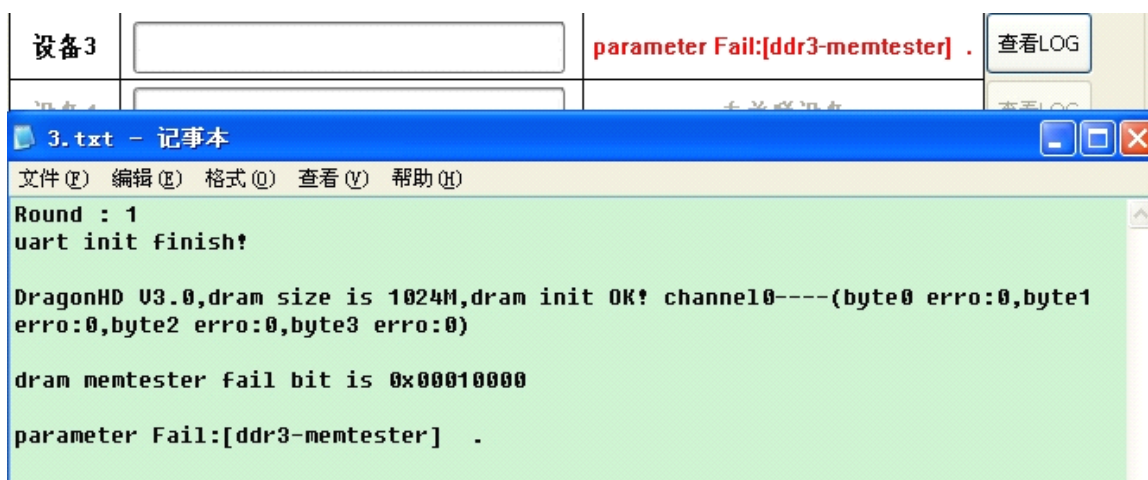 设备3
parameter Fail:[ddr3-memtester] .
查看LOG
3.txt - 记事本
文件(F) 编辑(E) 格式(O) 查看(V) 帮助(H)
Round : 1
uart init finish!
DragonHD V3.0,dram size is 1024M,dram init OK! channel0----(byte0 erro:0,byte1
erro:0,byte2 erro:0,byte3 erro:0)
dram memtester fail bit is 0x00010000
parameter Fail:[ddr3-memtester]  .